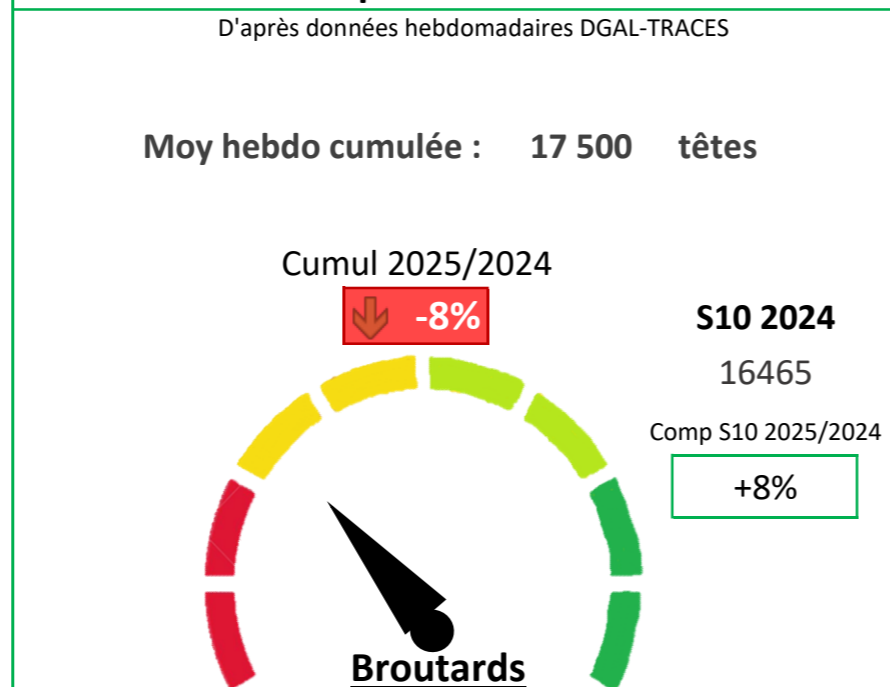 D'après données hebdomadaires DGAL-TRACES
Moy hebdo cumulée : 17 500 têtes
Cumul 2025/2024
-8%
S10 2024
16465
Comp S10 2025/2024
+8%
Broutards